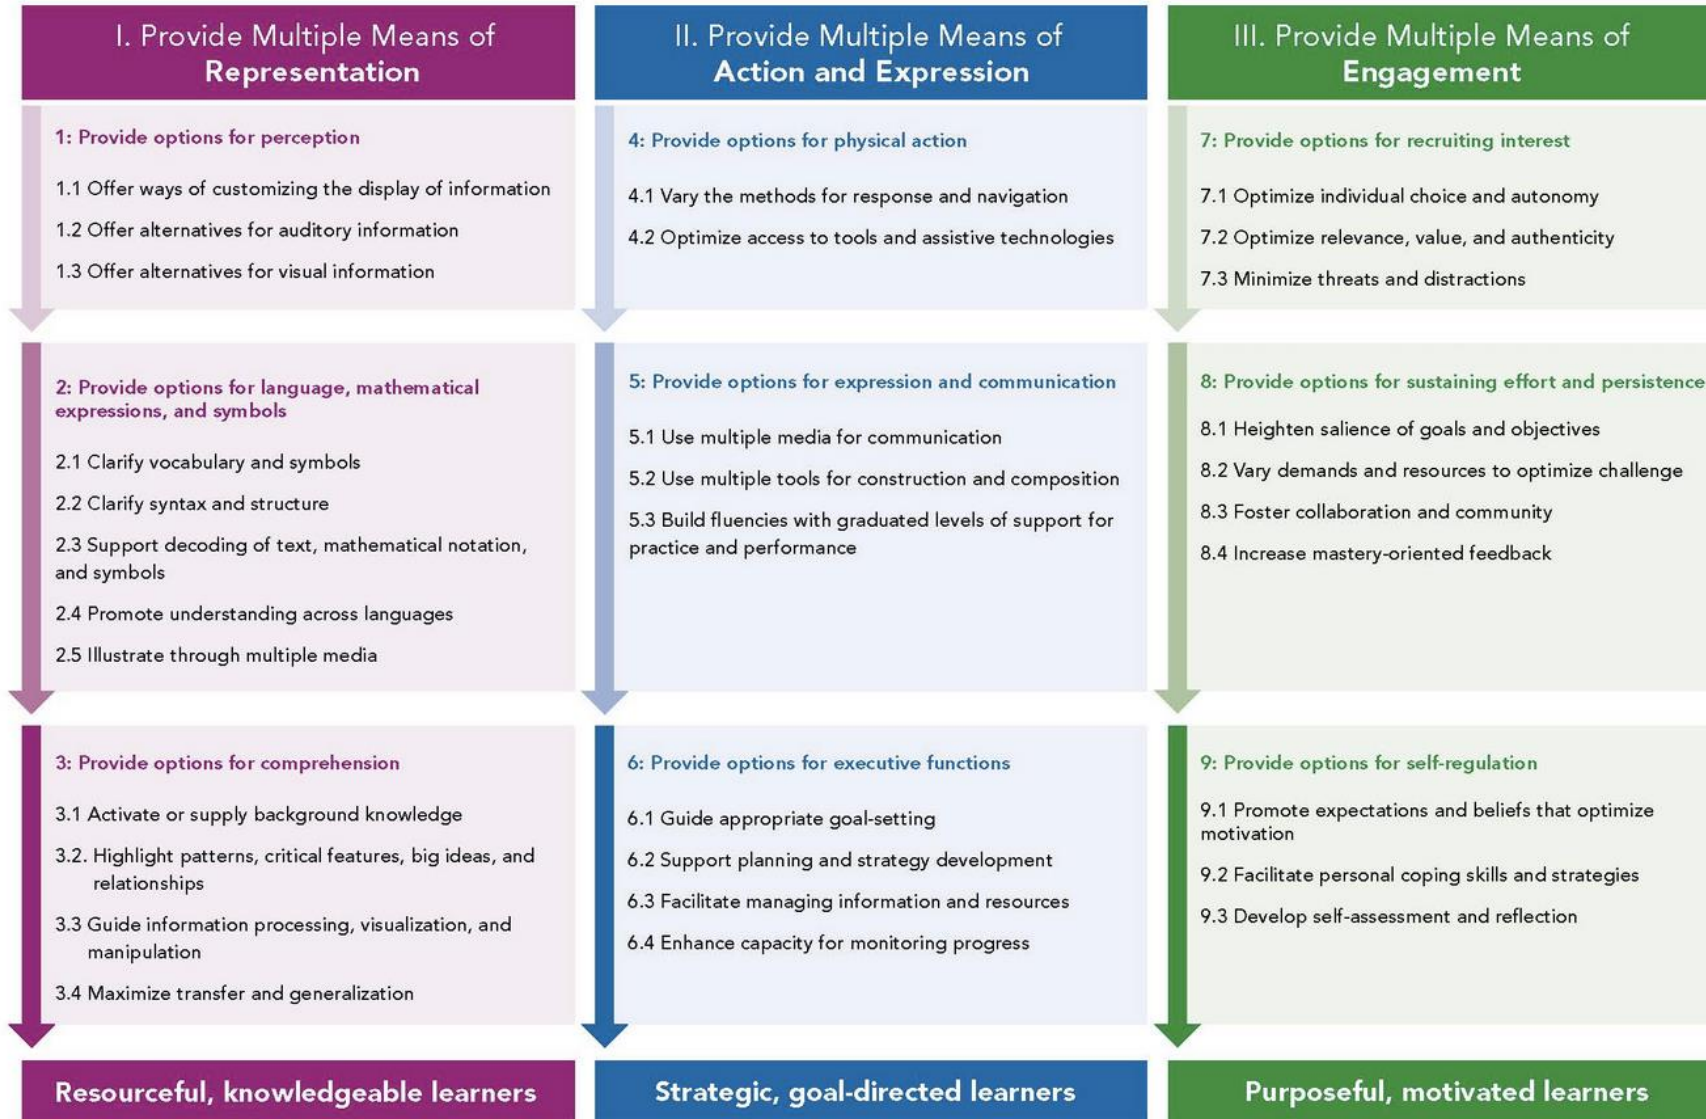 I. Provide Multiple Means of
Representation
1: Provide options for perception
1.1 Offer ways of customizing the display of information
1.2 Offer alternatives for auditory information
1.3 Offer alternatives for visual information
2: Provide options for language, mathematical
expressions, and symbols
2.1 Clarify vocabulary and symbols
2.2 Clarify syntax and structure
2.3 Support decoding of text, mathematical notation,
and symbols
2.4 Promote understanding across languages
2.5 Illustrate through multiple media
3: Provide options for comprehension
3.1 Activate or supply background knowledge
3.2. Highlight patterns, critical features, big ideas, and
relationships
3.3 Guide information processing, visualization, and
manipulation
3.4 Maximize transfer and generalization
Resourceful, knowledgeable learners
II. Provide Multiple Means of
Action and Expression
4: Provide options for physical action
4.1 Vary the methods for response and navigation
4.2 Optimize access to tools and assistive technologies
5: Provide options for expression and communication
5.1 Use multiple media for communication
5.2 Use multiple tools for construction and composition
5.3 Build fluencies with graduated levels of support for
practice and performance
6: Provide options for executive functions
6.1 Guide appropriate goal-setting
6.2 Support planning and strategy development
6.3 Facilitate managing information and resources
6.4 Enhance capacity for monitoring progress
Strategic, goal-directed learners
III. Provide Multiple Means of
Engagement
7: Provide options for recruiting interest
7.1 Optimize individual choice and autonomy
7.2 Optimize relevance, value, and authenticity
7.3 Minimize threats and distractions
8: Provide options for sustaining effort and persistence
8.1 Heighten salience of goals and objectives
8.2 Vary demands and resources to optimize challenge
8.3 Foster collaboration and community
8.4 Increase mastery-oriented feedback
9: Provide options for self-regulation
9.1 Promote expectations and beliefs that optimize
motivation
9.2 Facilitate personal coping skills and strategies
9.3 Develop self-assessment and reflection
Purposeful, motivated learners